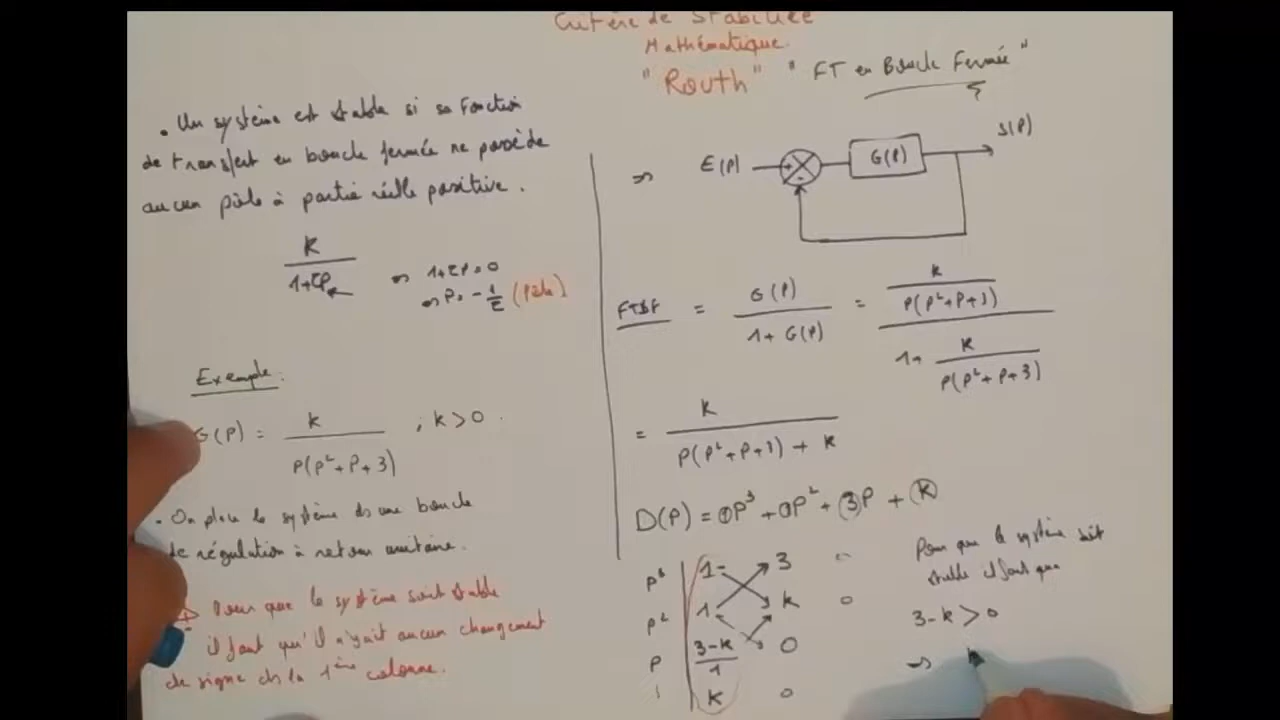 Critère de Stabilité
Mathématique.
"Routh" "FT en Boucle Fermée"
• Un système est stable si sa Fonction
de transfert en boucle fermée ne possède
aucun pôle à partie réelle positive.
K
1+τp
⇒ 1+τP=0
⇒ P=-1/τ (Pôle)
Exemple.
G(P) = K / P(P²+P+3) ; K>0.
• On place le système ds une boucle
de régulation à retour unitaire.
Pour que le système soit stable
il faut qu'il n'y ait aucun changement
de signe ds la 1ère colonne.
⇒ E(P) + - G(P) S(P)
FTBF = G(P) / 1+G(P) = K / P(P²+P+3) / 1+ K / P(P²+P+3)
= K / P(P²+P+3) + K
D(P) = 1P³ + 1P² + 3P + K
P³ 1 3 0
P² 1 K 0
P 3-K/1 0
1 K 0
Pour que le système soit
stable il faut que
3-K > 0
⇒ K